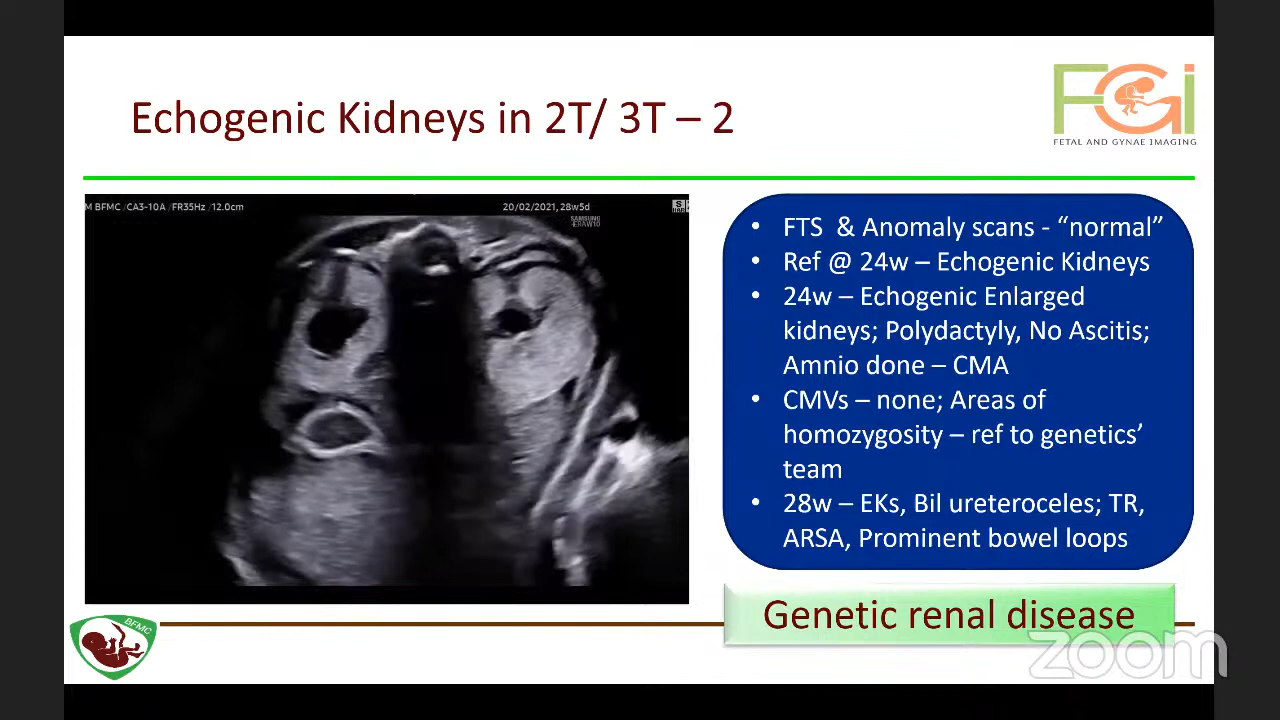 Echogenic Kidneys in 2T/ 3T – 2
FGi
FETAL AND GYNAE IMAGING
M BFMC /CA3-10A /FR35Hz /12.0cm
20/02/2021, 28w5d
SAMSUNG
HERA W10
S
• FTS & Anomaly scans - “normal”
• Ref @ 24w – Echogenic Kidneys
• 24w – Echogenic Enlarged
kidneys; Polydactyly, No Ascitis;
Amnio done – CMA
• CMVs – none; Areas of
homozygosity – ref to genetics’
team
• 28w – EKs, Bil ureteroceles; TR,
ARSA, Prominent bowel loops
Genetic renal disease
BFMC
zoom